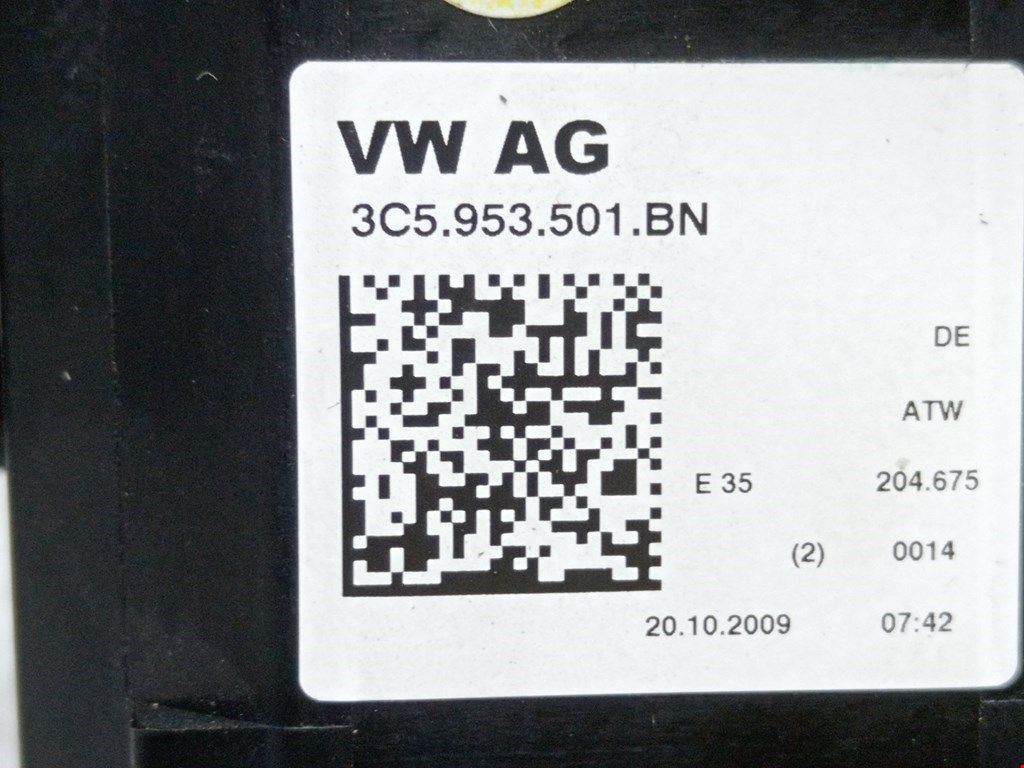 VW AG
3C5.953.501.BN
DE
ATW
E 35 204.675
(2) 0014
20.10.2009 07:42